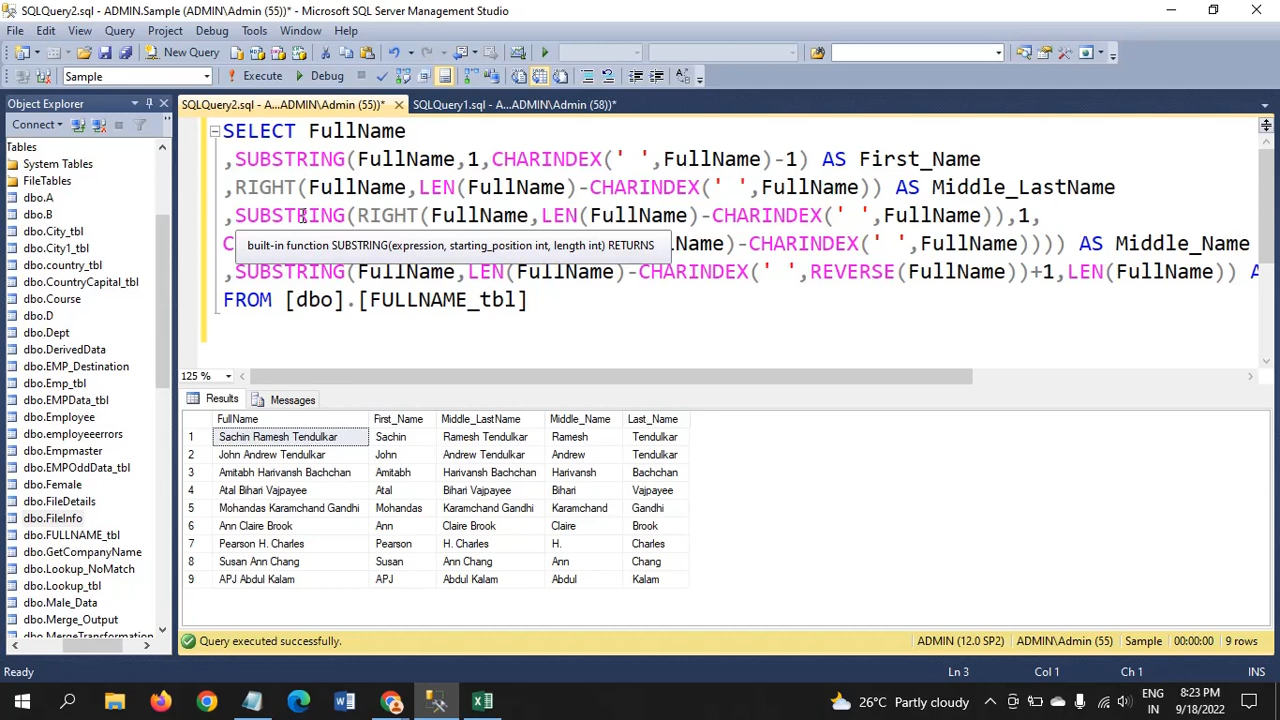 SQLQuery2.sql - ADMIN.Sample (ADMIN\Admin (55))* - Microsoft SQL Server Management Studio
File Edit View Query Project Debug Tools Window Help
New Query
Sample Execute Debug
Object Explorer
Connect
Tables
System Tables
FileTables
dbo.A
dbo.B
dbo.City_tbl
dbo.City1_tbl
dbo.country_tbl
dbo.CountryCapital_tbl
dbo.Course
dbo.D
dbo.Dept
dbo.DerivedData
dbo.EMP_Destination
dbo.Emp_tbl
dbo.EMPData_tbl
dbo.Employee
dbo.employeeerrors
dbo.Empmaster
dbo.EMPOddData_tbl
dbo.Female
dbo.FileDetails
dbo.FileInfo
dbo.FULLNAME_tbl
dbo.GetCompanyName
dbo.Lookup_NoMatch
dbo.Lookup_tbl
dbo.Male_Data
dbo.Merge_Output
dbo.MergeTransformation
SQLQuery2.sql - A...ADMIN\Admin (55))* SQLQuery1.sql - A...ADMIN\Admin (58))*
SELECT FullName
,SUBSTRING(FullName,1,CHARINDEX(' ',FullName)-1) AS First_Name
,RIGHT(FullName,LEN(FullName)-CHARINDEX(' ',FullName)) AS Middle_LastName
,SUBSTRING(RIGHT(FullName,LEN(FullName)-CHARINDEX(' ',FullName)),1,
C Name)-CHARINDEX(' ',FullName)))) AS Middle_Name
built-in function SUBSTRING(expression, starting_position int, length int) RETURNS
,SUBSTRING(FullName,LEN(FullName)-CHARINDEX(' ',REVERSE(FullName))+1,LEN(FullName)) A
FROM [dbo].[FULLNAME_tbl]
125 %
Results Messages
FullName First_Name Middle_LastName Middle_Name Last_Name
1 Sachin Ramesh Tendulkar Sachin Ramesh Tendulkar Ramesh Tendulkar
2 John Andrew Tendulkar John Andrew Tendulkar Andrew Tendulkar
3 Amitabh Harivansh Bachchan Amitabh Harivansh Bachchan Harivansh Bachchan
4 Atal Bihari Vajpayee Atal Bihari Vajpayee Bihari Vajpayee
5 Mohandas Karamchand Gandhi Mohandas Karamchand Gandhi Karamchand Gandhi
6 Ann Claire Brook Ann Claire Brook Claire Brook
7 Pearson H. Charles Pearson H. Charles H. Charles
8 Susan Ann Chang Susan Ann Chang Ann Chang
9 APJ Abdul Kalam APJ Abdul Kalam Abdul Kalam
Query executed successfully. ADMIN (12.0 SP2) ADMIN\Admin (55) Sample 00:00:00 9 rows
Ready Ln 3 Col 1 Ch 1 INS
26°C Partly cloudy ENG IN 8:23 PM 9/18/2022